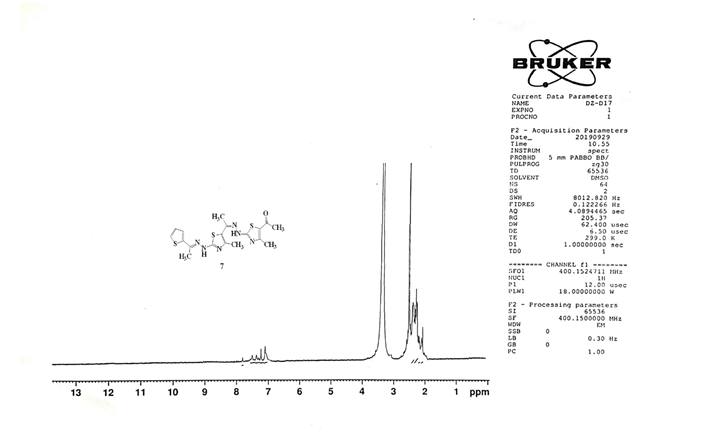 BRUKER
Current Data Parameters
NAME DZ-D17
EXPNO 1
PROCNO 1
F2 - Acquisition Parameters
Date_ 20190929
Time 10.55
INSTRUM spect
PROBHD 5 mm PABBO BB/
PULPROG zg30
TD 65536
SOLVENT DMSO
NS 64
DS 2
SWH 8012.820 Hz
FIDRES 0.122266 Hz
AQ 4.0894465 sec
RG 205.37
DW 62.400 usec
DE 6.50 usec
TE 299.0 K
D1 1.00000000 sec
TD0 1
======== CHANNEL f1 ========
SFO1 400.1524711 MHz
NUC1 1H
P1 12.00 usec
PLW1 18.00000000 W
F2 - Processing parameters
SI 65536
SF 400.1500000 MHz
WDW EM
SSB 0
LB 0.30 Hz
GB 0
PC 1.00
H₃C O
S N HN S CH₃
S N N CH₃ N CH₃
CH₃ H
7
13 12 11 10 9 8 7 6 5 4 3 2 1 ppm